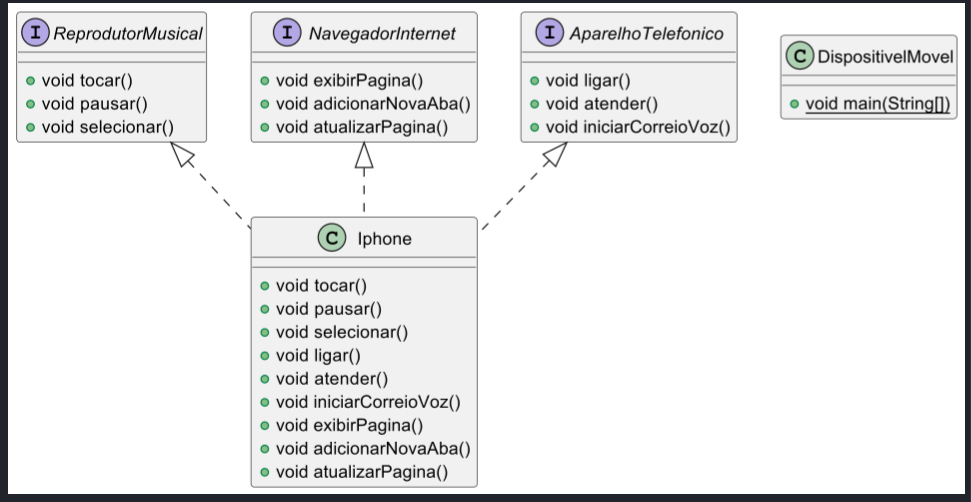 I ReprodutorMusical
void tocar()
void pausar()
void selecionar()
I NavegadorInternet
void exibirPagina()
void adicionarNovaAba()
void atualizarPagina()
I AparelhoTelefonico
void ligar()
void atender()
void iniciarCorreioVoz()
C DispositivelMovel
void main(String[])
C Iphone
void tocar()
void pausar()
void selecionar()
void ligar()
void atender()
void iniciarCorreioVoz()
void exibirPagina()
void adicionarNovaAba()
void atualizarPagina()